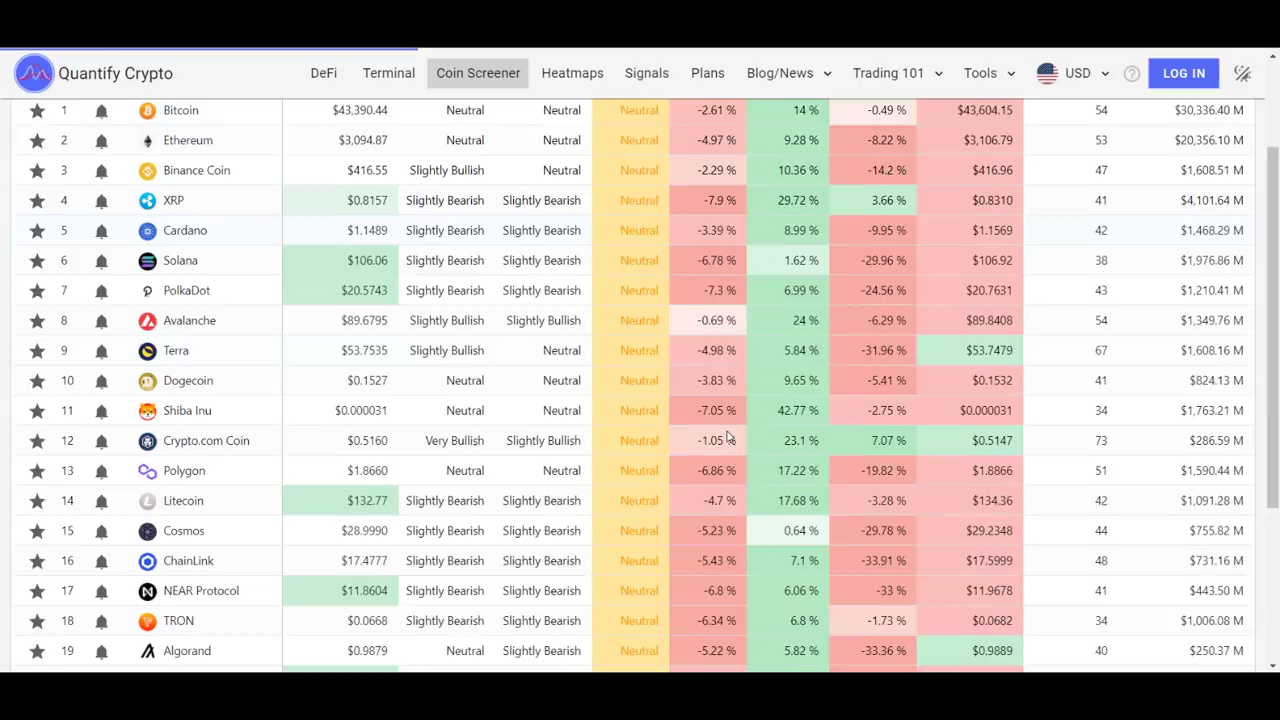 Quantify Crypto DeFi Terminal Coin Screener Heatmaps Signals Plans Blog/News Trading 101 Tools USD LOG IN
1 Bitcoin $43,390.44 Neutral Neutral Neutral -2.61 % 14 % -0.49 % $43,604.15 54 $30,336.40 M
2 Ethereum $3,094.87 Neutral Neutral Neutral -4.97 % 9.28 % -8.22 % $3,106.79 53 $20,356.10 M
3 Binance Coin $416.55 Slightly Bullish Neutral Neutral -2.29 % 10.36 % -14.2 % $416.96 47 $1,608.51 M
4 XRP $0.8157 Slightly Bearish Slightly Bearish Neutral -7.9 % 29.72 % 3.66 % $0.8310 41 $4,101.64 M
5 Cardano $1.1489 Slightly Bearish Slightly Bearish Neutral -3.39 % 8.99 % -9.95 % $1.1569 42 $1,468.29 M
6 Solana $106.06 Slightly Bearish Slightly Bearish Neutral -6.78 % 1.62 % -29.96 % $106.92 38 $1,976.86 M
7 PolkaDot $20.5743 Slightly Bearish Slightly Bearish Neutral -7.3 % 6.99 % -24.56 % $20.7631 43 $1,210.41 M
8 Avalanche $89.6795 Slightly Bullish Slightly Bullish Neutral -0.69 % 24 % -6.29 % $89.8408 54 $1,349.76 M
9 Terra $53.7535 Slightly Bullish Neutral Neutral -4.98 % 5.84 % -31.96 % $53.7479 67 $1,608.16 M
10 Dogecoin $0.1527 Neutral Neutral Neutral -3.83 % 9.65 % -5.41 % $0.1532 41 $824.13 M
11 Shiba Inu $0.000031 Neutral Neutral Neutral -7.05 % 42.77 % -2.75 % $0.000031 34 $1,763.21 M
12 Crypto.com Coin $0.5160 Very Bullish Slightly Bullish Neutral -1.05 % 23.1 % 7.07 % $0.5147 73 $286.59 M
13 Polygon $1.8660 Neutral Neutral Neutral -6.86 % 17.22 % -19.82 % $1.8866 51 $1,590.44 M
14 Litecoin $132.77 Slightly Bearish Slightly Bearish Neutral -4.7 % 17.68 % -3.28 % $134.36 42 $1,091.28 M
15 Cosmos $28.9990 Slightly Bearish Slightly Bearish Neutral -5.23 % 0.64 % -29.78 % $29.2348 44 $755.82 M
16 ChainLink $17.4777 Slightly Bearish Slightly Bearish Neutral -5.43 % 7.1 % -33.91 % $17.5999 48 $731.16 M
17 NEAR Protocol $11.8604 Slightly Bearish Slightly Bearish Neutral -6.8 % 6.06 % -33 % $11.9678 41 $443.50 M
18 TRON $0.0668 Slightly Bearish Slightly Bearish Neutral -6.34 % 6.8 % -1.73 % $0.0682 34 $1,006.08 M
19 Algorand $0.9879 Neutral Slightly Bearish Neutral -5.22 % 5.82 % -33.36 % $0.9889 40 $250.37 M